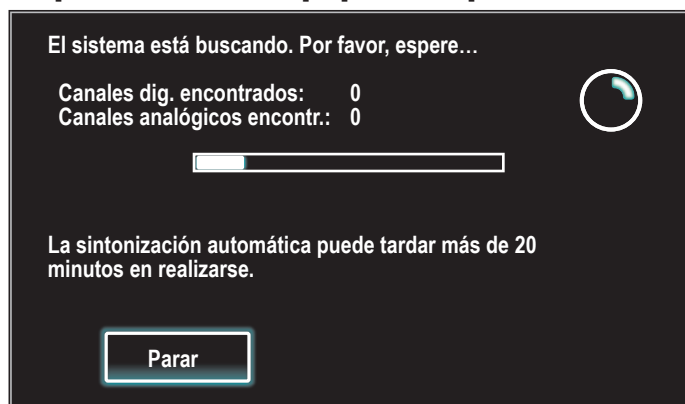 El sistema está buscando. Por favor, espere…
Canales dig. encontrados: 0
Canales analógicos encontr.: 0
La sintonización automática puede tardar más de 20
minutos en realizarse.
Parar